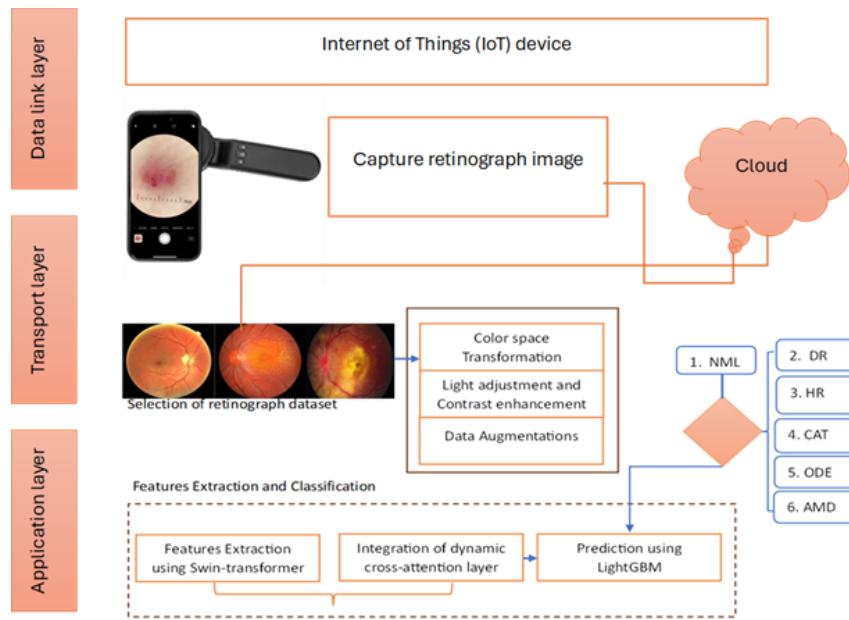 Data link layer
Internet of Things (IoT) device
Capture retinograph image
Cloud
Transport layer
Color space
Transformation
Light adjustment and
Contrast enhancement
Data Augmentations
Selection of retinograph dataset
1. NML
2. DR
3. HR
4. CAT
5. ODE
6. AMD
Application layer
Features Extraction and Classification
Features Extraction
using Swin-transformer
Integration of dynamic
cross-attention layer
Prediction using
LightGBM